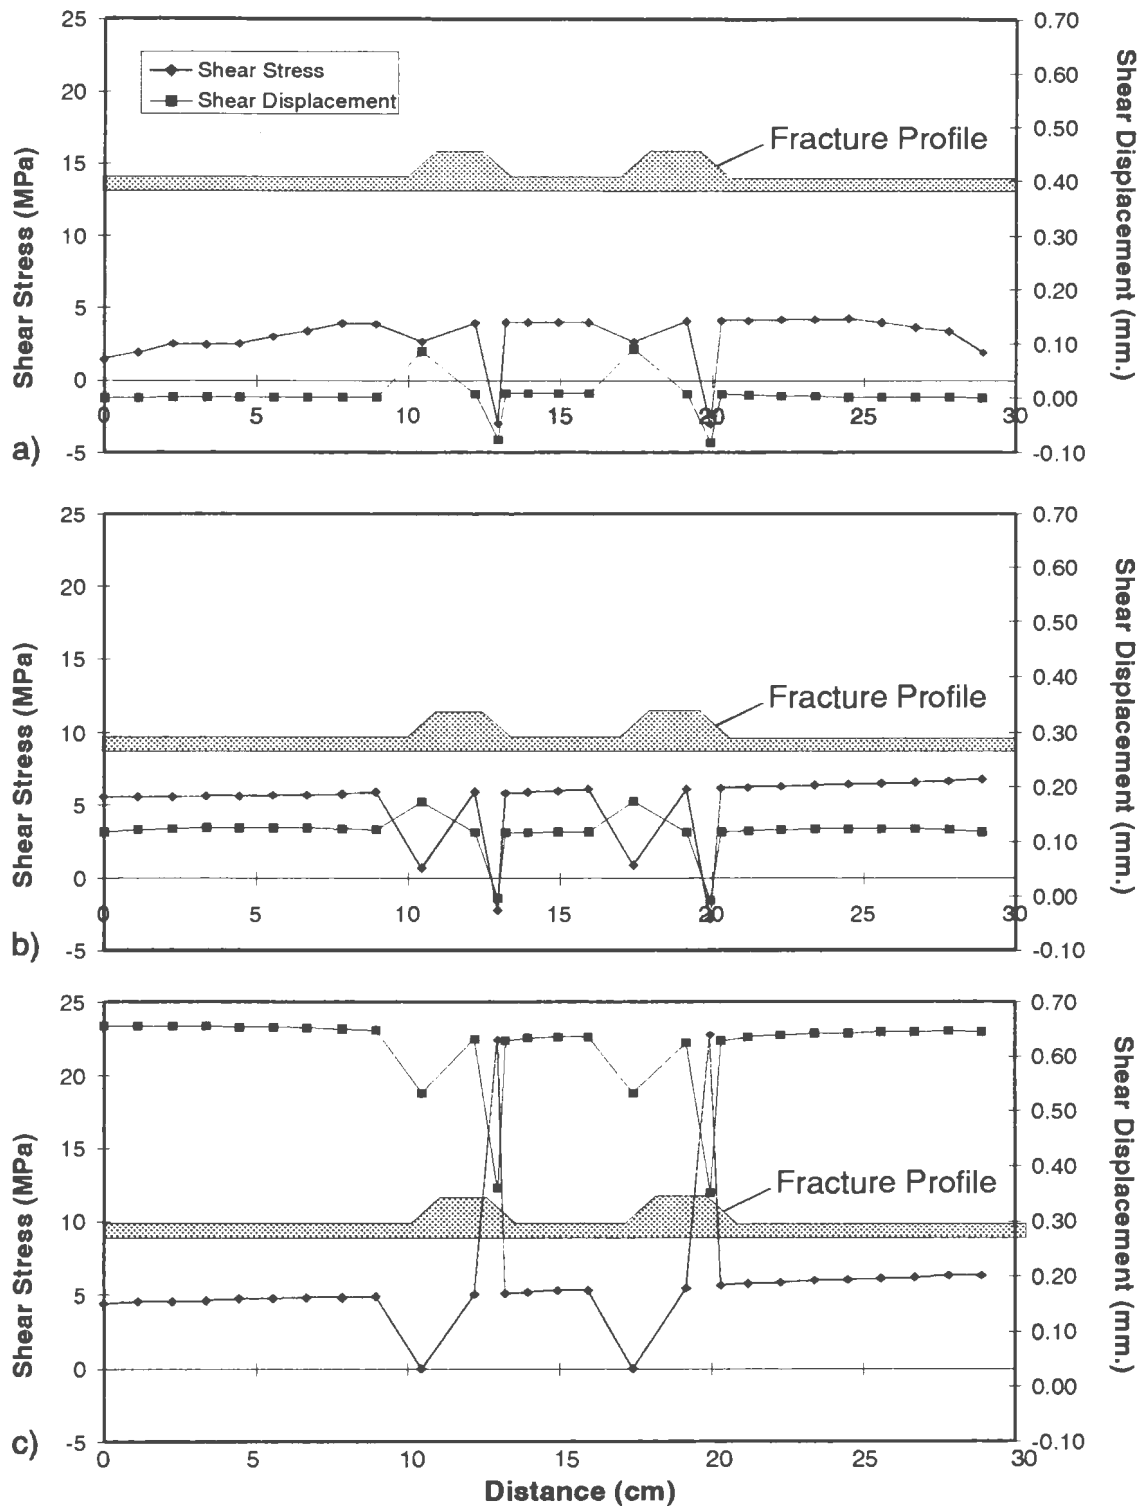 25
20
15
10
5
0
-5
Shear Stress (MPa)
Shear Stress
Shear Displacement
Fracture Profile
0.70
0.60
0.50
0.40
0.30
0.20
0.10
0.00
-0.10
Shear Displacement (mm.)
0 5 10 15 20 25 30
a)
25
20
15
10
5
0
-5
Shear Stress (MPa)
Fracture Profile
0.70
0.60
0.50
0.40
0.30
0.20
0.10
0.00
-0.10
Shear Displacement (mm.)
0 5 10 15 20 25 30
b)
25
20
15
10
5
0
-5
Shear Stress (MPa)
Fracture Profile
0.70
0.60
0.50
0.40
0.30
0.20
0.10
0.00
-0.10
Shear Displacement (mm.)
c)
0 5 10 15 20 25 30
Distance (cm)